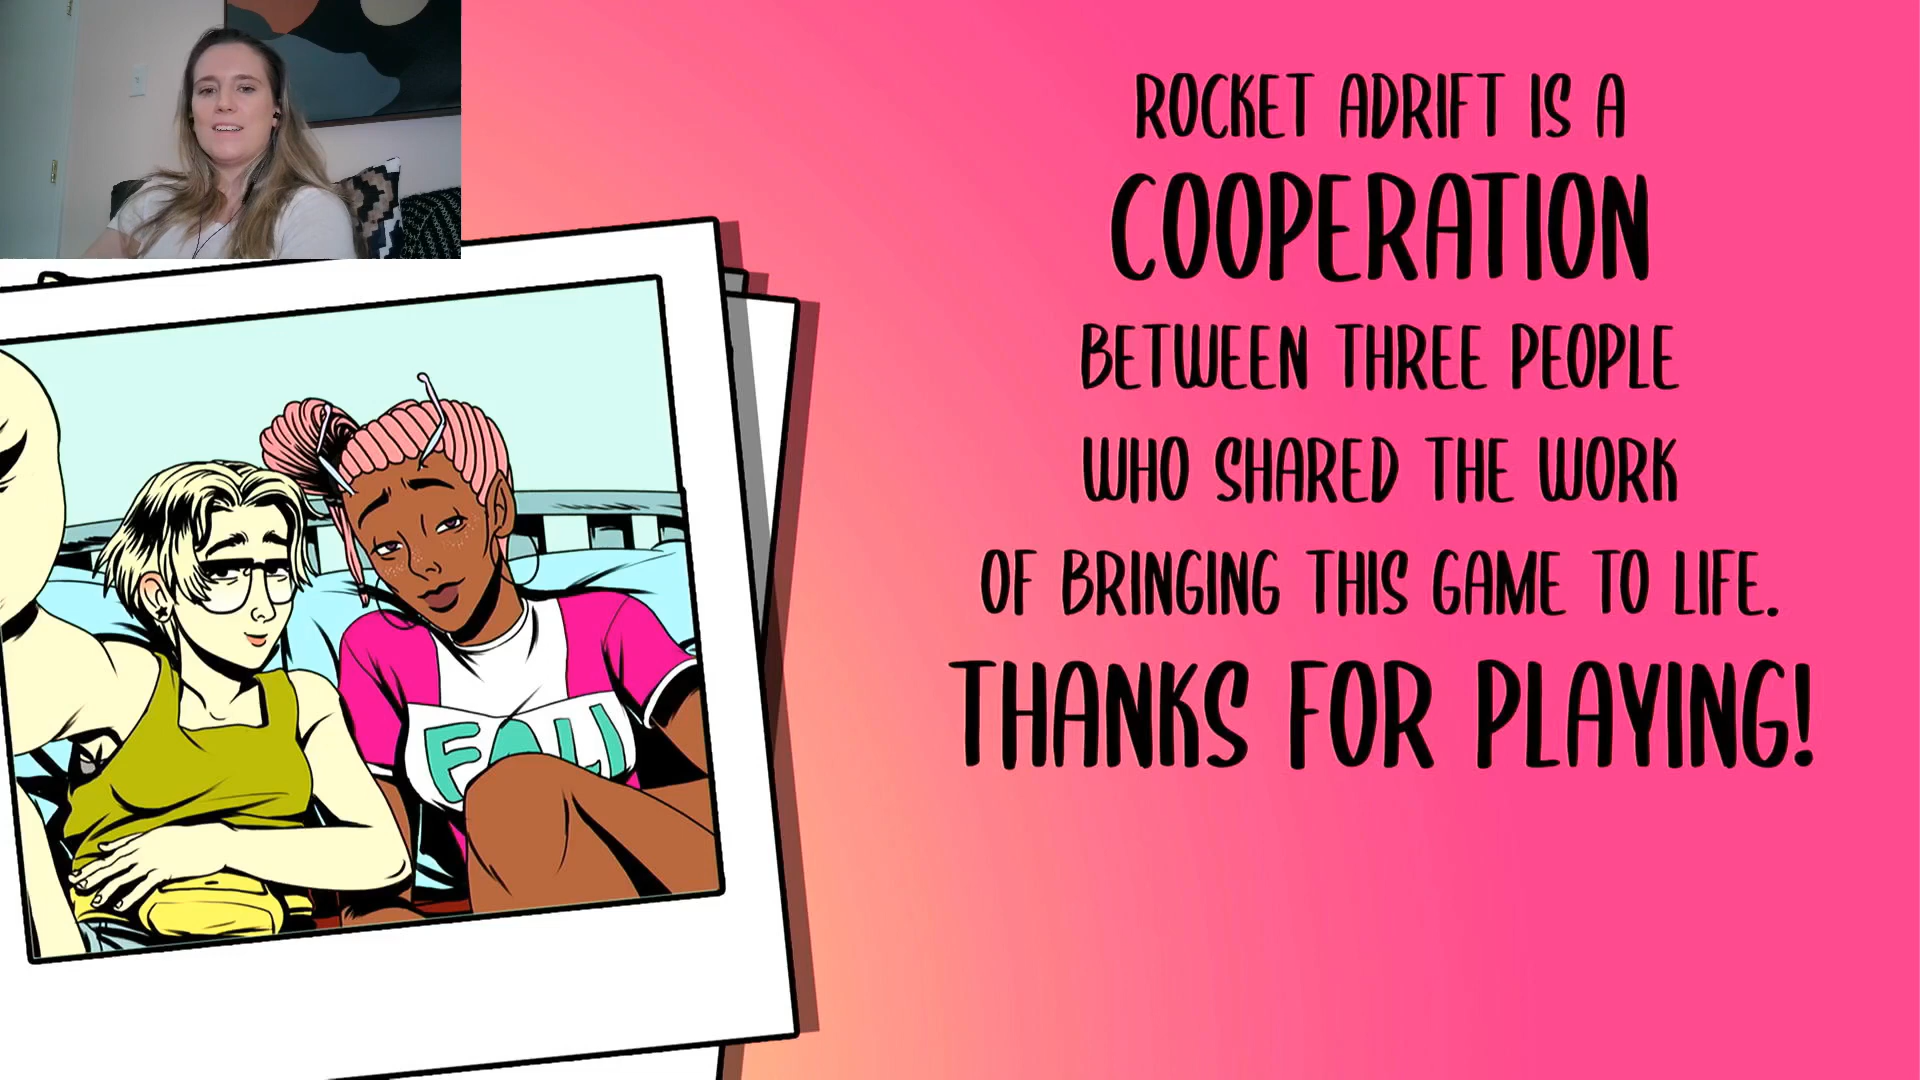 ROCKET ADRIFT IS A
COOPERATION
BETWEEN THREE PEOPLE
WHO SHARED THE WORK
OF BRINGING THIS GAME TO LIFE.
THANKS FOR PLAYING!